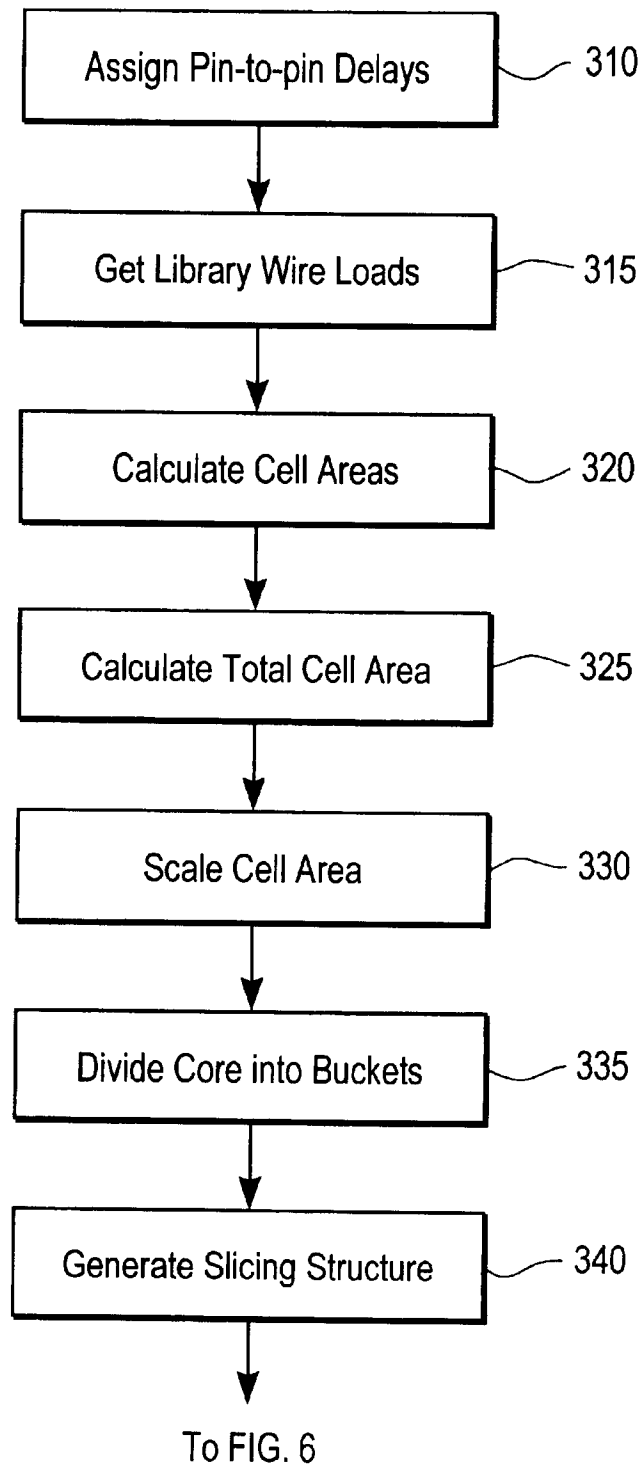 Assign Pin-to-pin Delays 310
Get Library Wire Loads 315
Calculate Cell Areas 320
Calculate Total Cell Area 325
Scale Cell Area 330
Divide Core into Buckets 335
Generate Slicing Structure 340
To FIG. 6